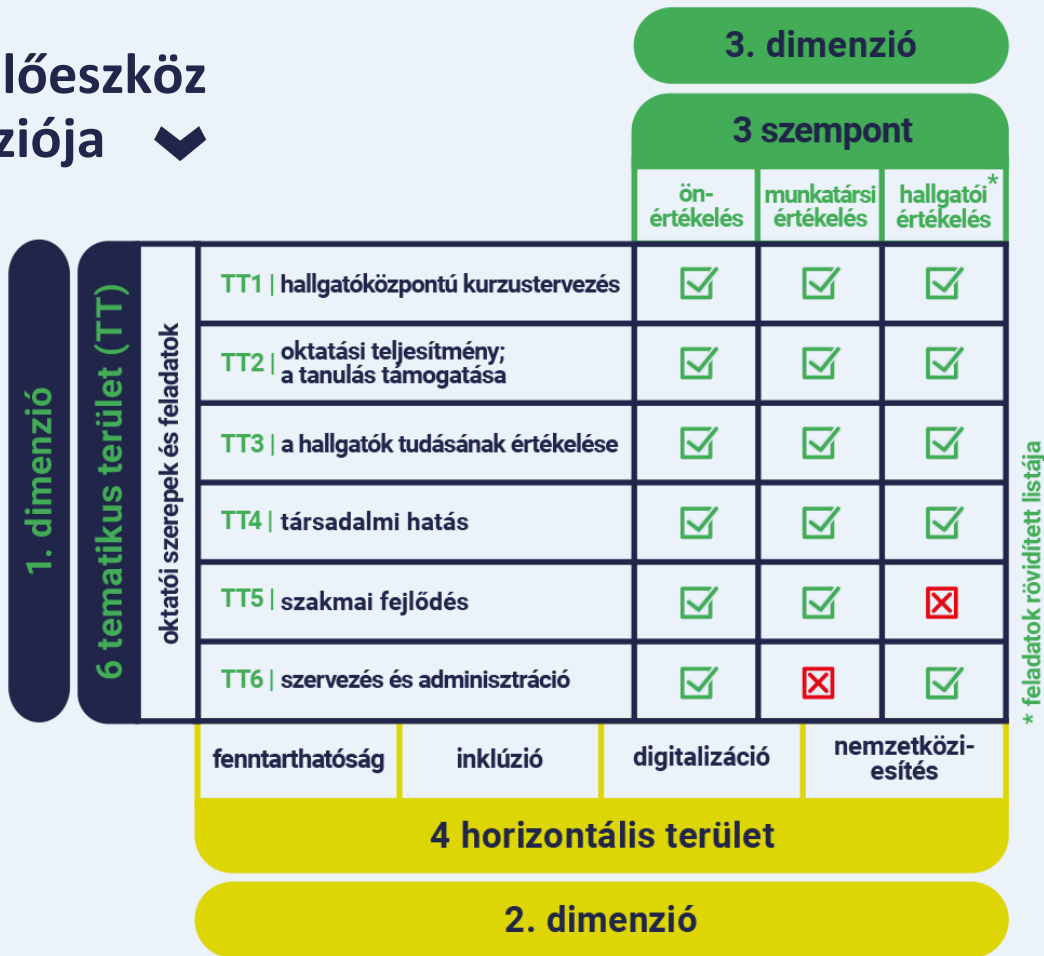 lőeszköz
ziója
3. dimenzió
3 szempont
ön-
értékelés
munkatársi
értékelés
hallgatói*
értékelés
1. dimenzió
6 tematikus terület (TT)
oktatói szerepek és feladatok
TT1 | hallgatóközpontú kurzustervezés
TT2 | oktatási teljesítmény;
a tanulás támogatása
TT3 | a hallgatók tudásának értékelése
TT4 | társadalmi hatás
TT5 | szakmai fejlődés
TT6 | szervezés és adminisztráció
* feladatok rövidített listája
fenntarthatóság
inklúzió
digitalizáció
nemzetközi-
esítés
4 horizontális terület
2. dimenzió